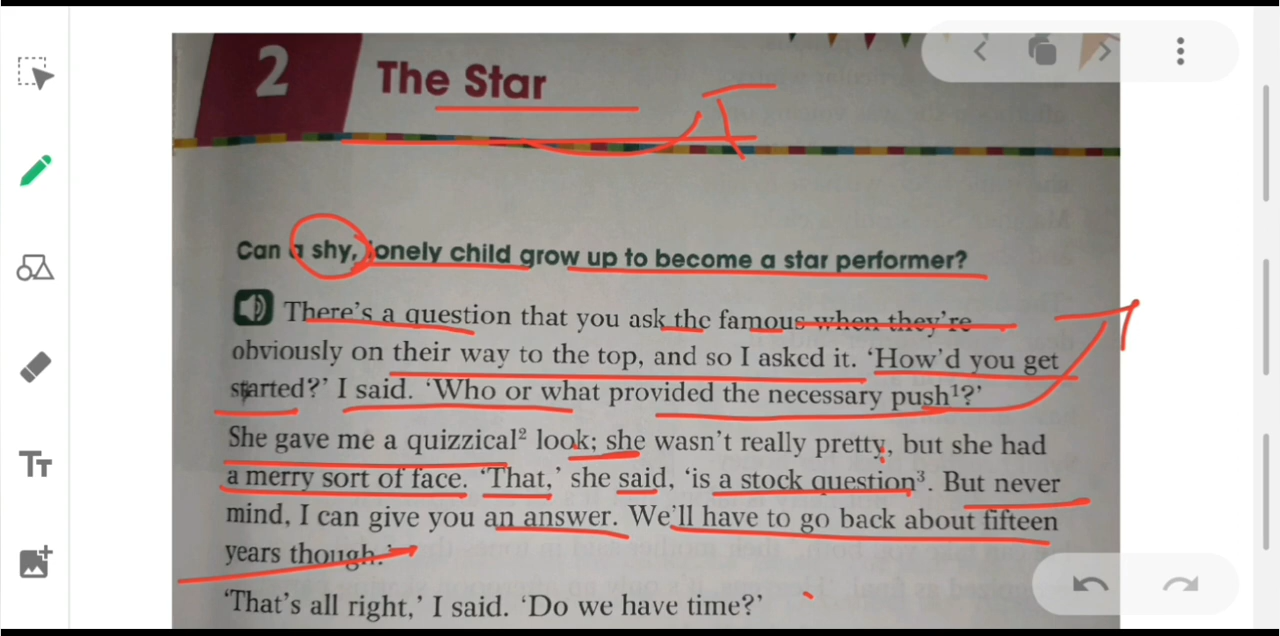 2
The Star
Can a shy, lonely child grow up to become a star performer?
There's a question that you ask the famous when they're
obviously on their way to the top, and so I asked it. 'How'd you get
started?' I said. 'Who or what provided the necessary push¹?'
She gave me a quizzical² look; she wasn't really pretty, but she had
a merry sort of face. 'That,' she said, 'is a stock question³. But never
mind, I can give you an answer. We'll have to go back about fifteen
years though.'
'That's all right,' I said. 'Do we have time?'
TT